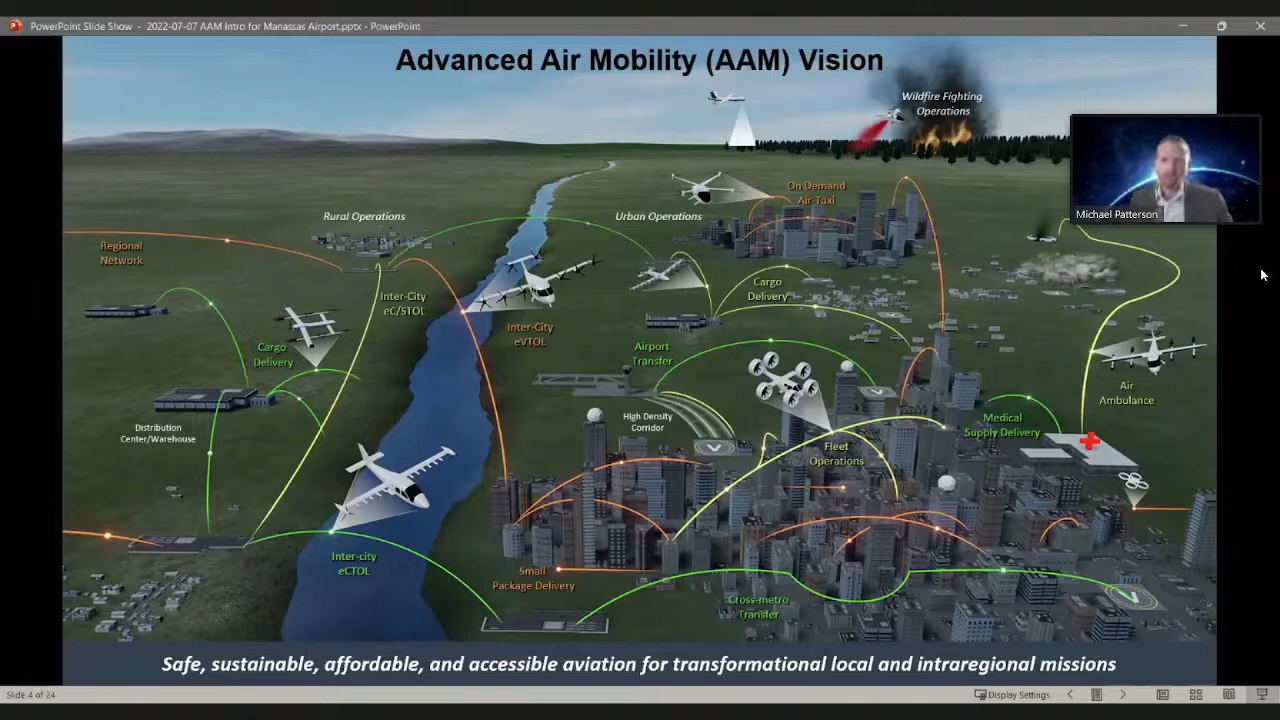 PowerPoint Slide Show - 2022-07-07 AAM Intro for Manassas Airport.pptx - PowerPoint
Advanced Air Mobility (AAM) Vision
Wildfire Fighting
Operations
Michael Patterson
On Demand
Air-Taxi
Rural Operations
Urban Operations
Regional
Network
Inter-City
eC/STOL
Cargo
Delivery
Inter-City
eVTOL
Cargo
Delivery
Airport
Transfer
Air
Ambulance
Distribution
Center/Warehouse
High Density
Corridor
Medical
Supply Delivery
Fleet
Operations
Inter-city
eCTOL
Small
Package Delivery
Cross-metro
Transfer
Safe, sustainable, affordable, and accessible aviation for transformational local and intraregional missions
Slide 4 of 24
Display Settings